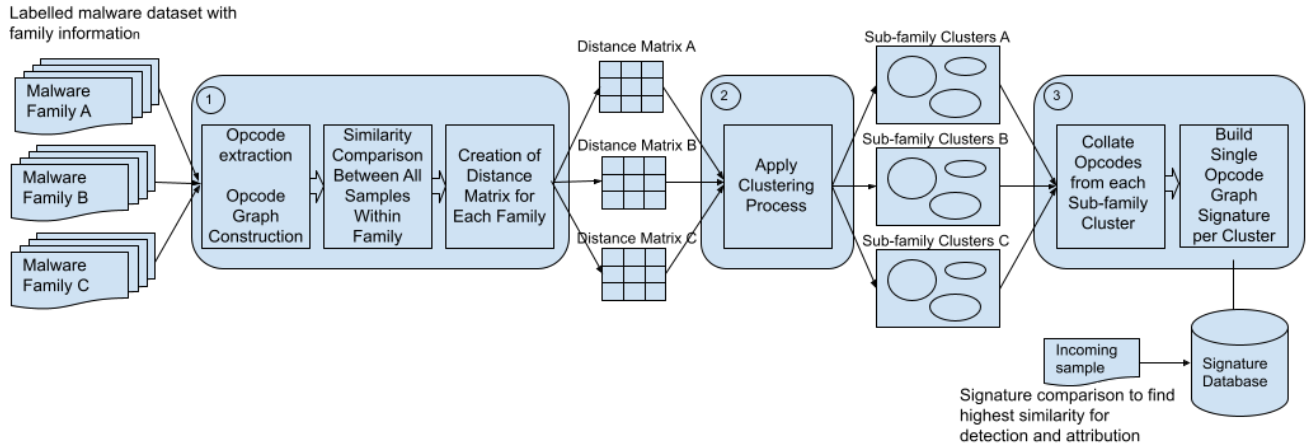 Labelled malware dataset with
family information
Malware
Family A
Malware
Family B
Malware
Family C
1
Opcode
extraction
Opcode
Graph
Construction
Similarity
Comparison
Between All
Samples
Within
Family
Creation of
Distance
Matrix for
Each Family
Distance Matrix A
Distance Matrix B
Distance Matrix C
2
Apply
Clustering
Process
Sub-family Clusters A
Sub-family Clusters B
Sub-family Clusters C
3
Collate
Opcodes
from each
Sub-family
Cluster
Build
Single
Opcode
Graph
Signature
per Cluster
Incoming
sample
Signature
Database
Signature comparison to find
highest similarity for
detection and attribution